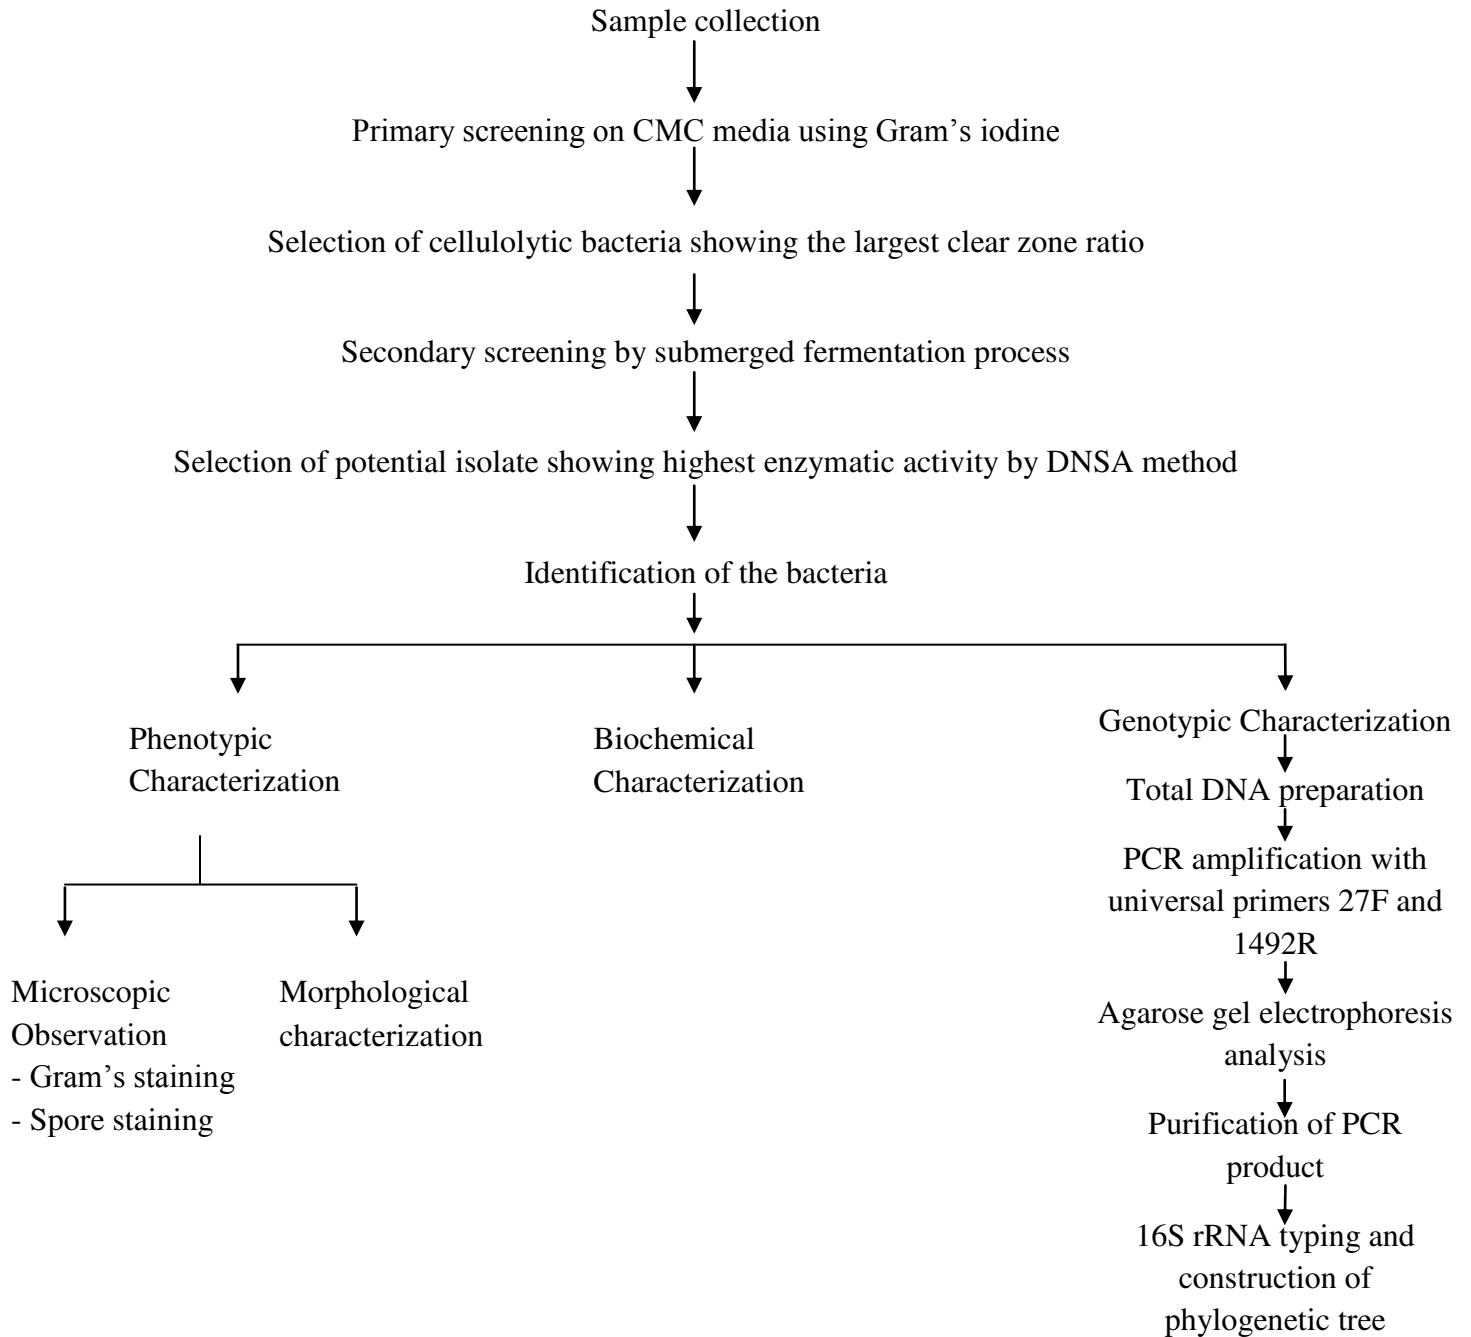 Sample collection
Primary screening on CMC media using Gram’s iodine
Selection of cellulolytic bacteria showing the largest clear zone ratio
Secondary screening by submerged fermentation process
Selection of potential isolate showing highest enzymatic activity by DNSA method
Identification of the bacteria
Phenotypic
Characterization
Microscopic
Observation
- Gram’s staining
- Spore staining
Morphological
characterization
Biochemical
Characterization
Genotypic Characterization
Total DNA preparation
PCR amplification with
universal primers 27F and
1492R
Agarose gel electrophoresis
analysis
Purification of PCR
product
16S rRNA typing and
construction of
phylogenetic tree